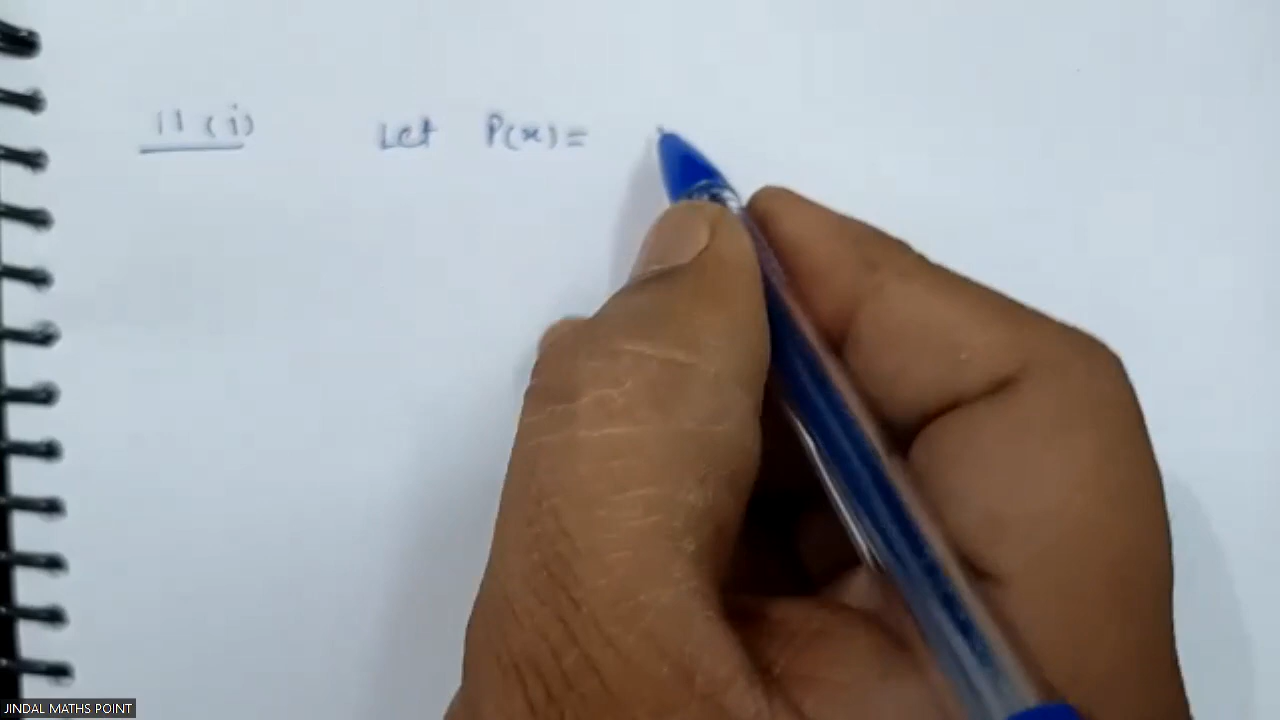 11 (i) Let P(x) =
JINDAL MATHS POINT